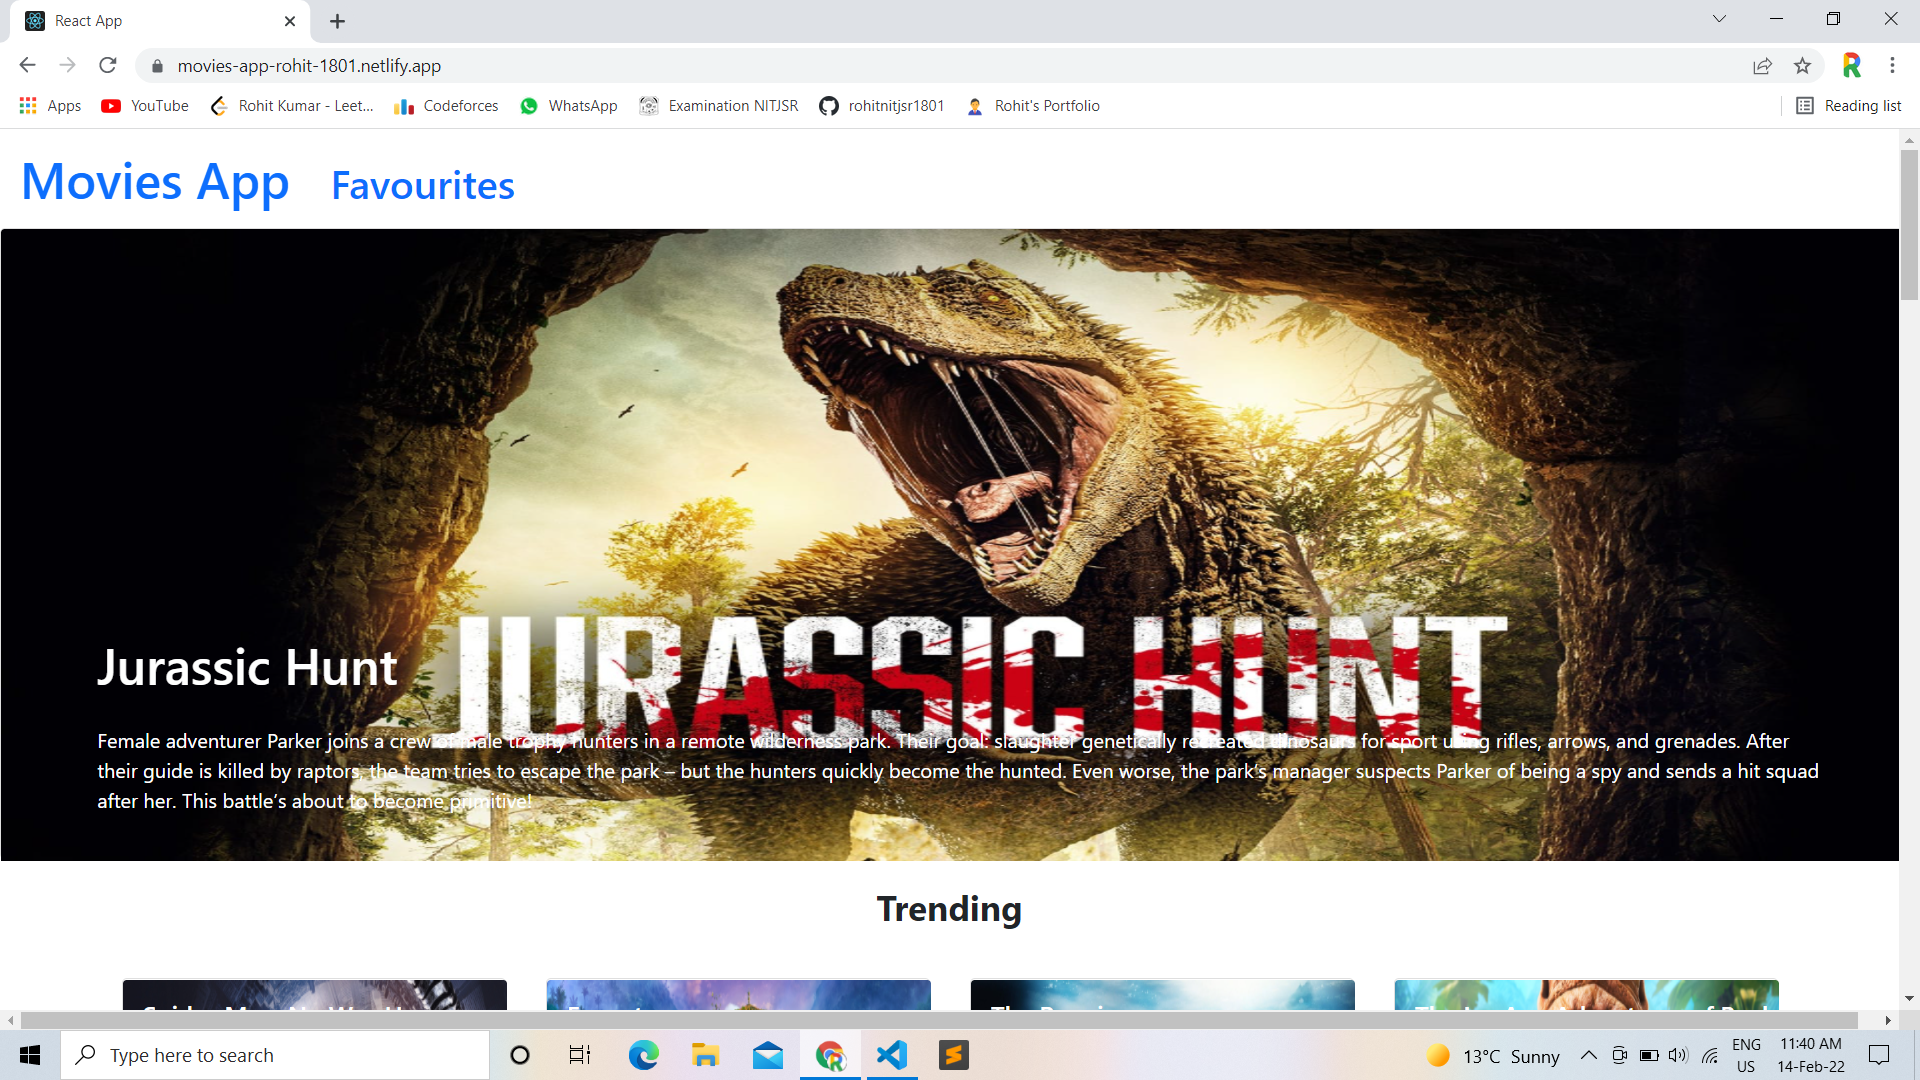 React App
movies-app-rohit-1801.netlify.app
Apps YouTube Rohit Kumar - Leet... Codeforces WhatsApp Examination NITJSR rohitnitjsr1801 Rohit's Portfolio Reading list
Movies App Favourites
JURASSIC HUNT
Jurassic Hunt
Female adventurer Parker joins a crew of male trophy hunters in a remote wilderness park. Their goal: slaughter genetically recreated dinosaurs for sport using rifles, arrows, and grenades. After
their guide is killed by raptors, the team tries to escape the park – but the hunters quickly become the hunted. Even worse, the park’s manager suspects Parker of being a spy and sends a hit squad
after her. This battle’s about to become primitive!
Trending
Type here to search
13°C Sunny
ENG
US
11:40 AM
14-Feb-22